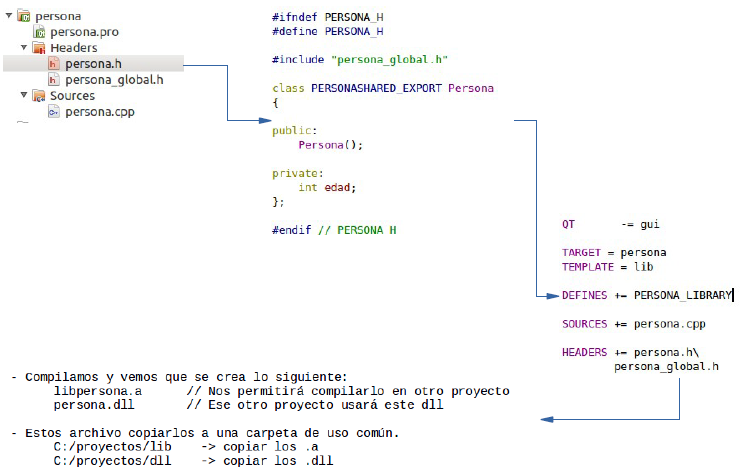 persona
persona.pro
Headers
persona.h
persona_global.h
Sources
persona.cpp
#ifndef PERSONA_H
#define PERSONA_H
#include "persona_global.h"
class PERSONASHARED_EXPORT Persona
{
public:
Persona();
private:
int edad;
};
#endif // PERSONA_H
QT -= gui
TARGET = persona
TEMPLATE = lib
DEFINES += PERSONA_LIBRARY
SOURCES += persona.cpp
HEADERS += persona.h\
persona_global.h
- Compilamos y vemos que se crea lo siguiente:
libpersona.a // Nos permitirá compilarlo en otro proyecto
persona.dll // Ese otro proyecto usará este dll
- Estos archivo copiarlos a una carpeta de uso común.
C:/proyectos/lib -> copiar los .a
C:/proyectos/dll -> copiar los .dll